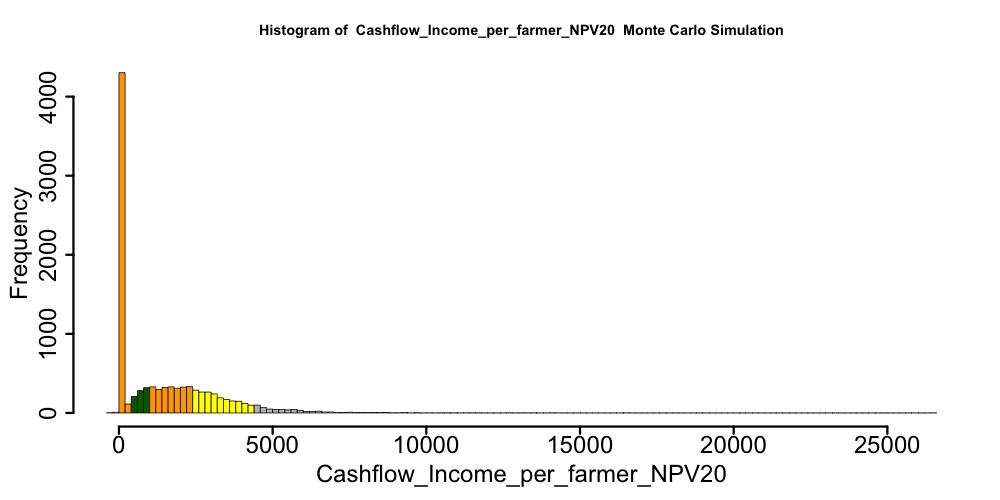 Histogram of  Cashflow_Income_per_farmer_NPV20  Monte Carlo Simulation
Frequency
4000
3000
2000
1000
0
0 5000 10000 15000 20000 25000
Cashflow_Income_per_farmer_NPV20